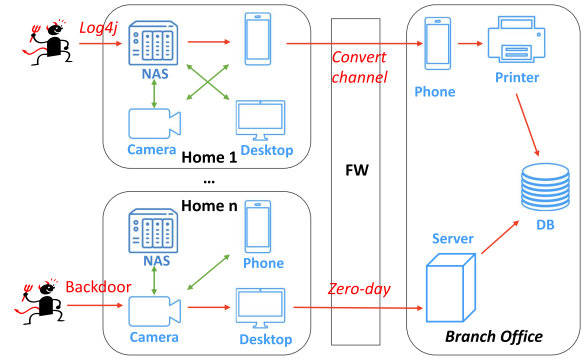 Log4j
NAS
Camera
Desktop
Home 1
Convert
channel
Phone
Printer
...
FW
Home n
NAS
Phone
Backdoor
Camera
Desktop
Zero-day
Server
DB
Branch Office